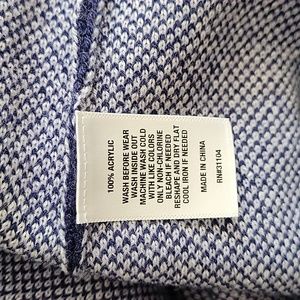 100% ACRYLIC
WASH BEFORE WEAR
WASH INSIDE OUT
MACHINE WASH COLD
WITH LIKE COLORS
ONLY NON-CHLORINE
BLEACH IF NEEDED
RESHAPE AND DRY FLAT
COOL IRON IF NEEDED
MADE IN CHINA
RN#31104